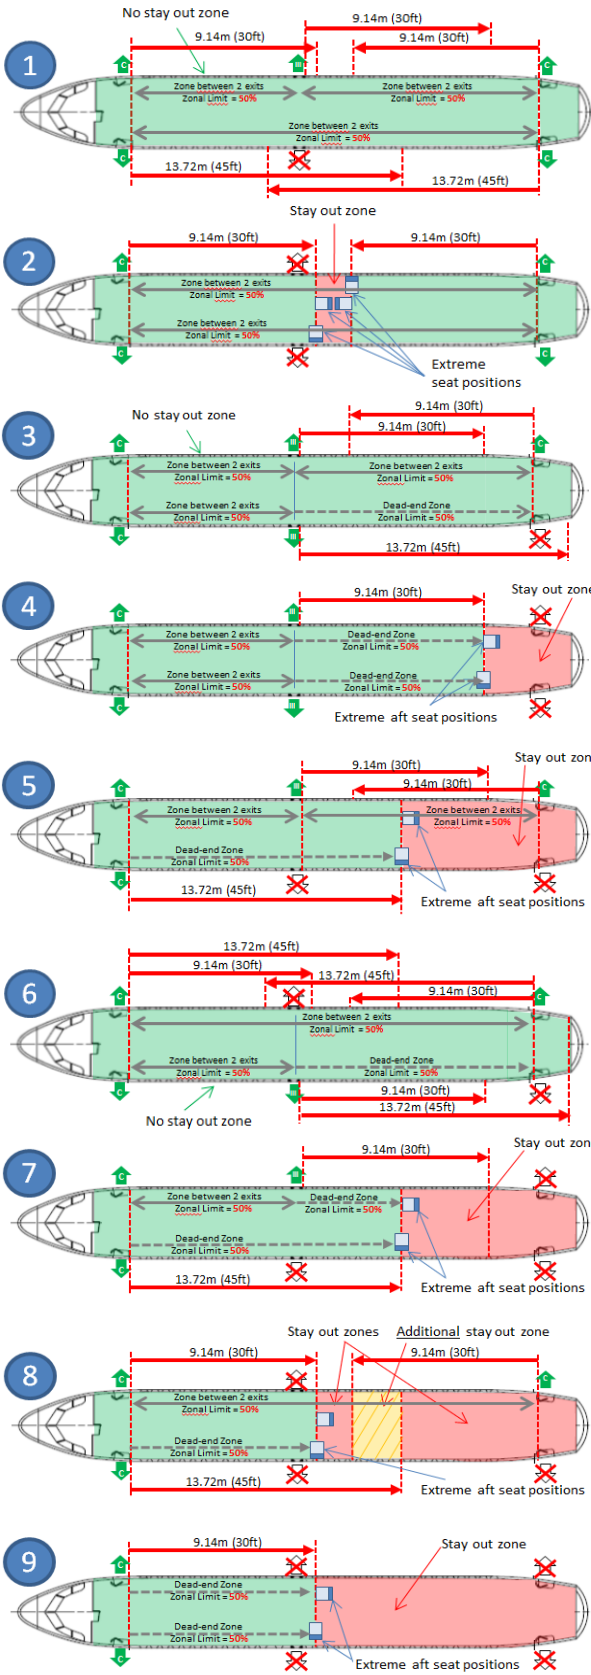 No stay out zone
9.14m (30ft)
9.14m (30ft)
9.14m (30ft)
1
C
III
C
Zone between 2 exits
Zonal Limit = 50%
Zone between 2 exits
Zonal Limit = 50%
Zone between 2 exits
Zonal Limit = 50%
C
C
13.72m (45ft)
13.72m (45ft)
Stay out zone
9.14m (30ft)
9.14m (30ft)
2
C
C
Zone between 2 exits
Zonal Limit = 50%
Zone between 2 exits
Zonal Limit = 50%
C
C
Extreme
seat positions
9.14m (30ft)
No stay out zone
9.14m (30ft)
3
C
III
C
Zone between 2 exits
Zonal Limit = 50%
Zone between 2 exits
Zonal Limit = 50%
Zone between 2 exits
Zonal Limit = 50%
Dead-end Zone
Zonal Limit = 50%
C
III
13.72m (45ft)
Stay out zone
9.14m (30ft)
4
C
III
Zone between 2 exits
Zonal Limit = 50%
Dead-end Zone
Zonal Limit = 50%
Zone between 2 exits
Zonal Limit = 50%
Dead-end Zone
Zonal Limit = 50%
C
III
Extreme aft seat positions
Stay out zon
9.14m (30ft)
9.14m (30ft)
5
C
III
C
Zone between 2 exits
Zonal Limit = 50%
Zone between 2 exits
Zonal Limit = 50%
Dead-end Zone
Zonal Limit = 50%
C
13.72m (45ft)
Extreme aft seat positions
13.72m (45ft)
9.14m (30ft)
13.72m (45ft)
9.14m (30ft)
6
C
C
Zone between 2 exits
Zonal Limit = 50%
Zone between 2 exits
Zonal Limit = 50%
Dead-end Zone
Zonal Limit = 50%
C
III
9.14m (30ft)
13.72m (45ft)
No stay out zone
Stay out zon
9.14m (30ft)
7
C
III
Zone between 2 exits
Zonal Limit = 50%
Dead-end Zone
Zonal Limit = 50%
Dead-end Zone
Zonal Limit = 50%
C
13.72m (45ft)
Extreme aft seat positions
Stay out zones
Additional stay out zone
9.14m (30ft)
9.14m (30ft)
8
C
C
Zone between 2 exits
Zonal Limit = 50%
Dead-end Zone
Zonal Limit = 50%
C
13.72m (45ft)
Extreme aft seat positions
Stay out zone
9.14m (30ft)
9
C
Dead-end Zone
Zonal Limit = 50%
Dead-end Zone
Zonal Limit = 50%
C
Extreme aft seat positions